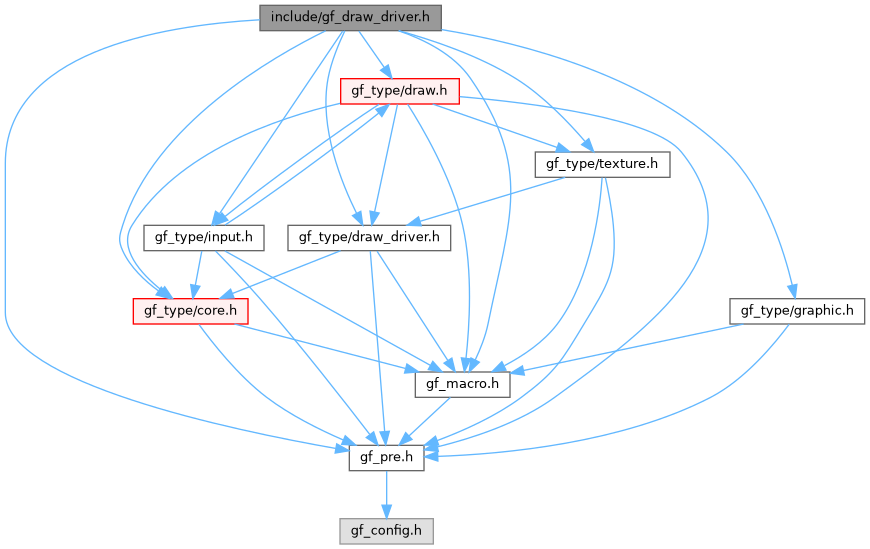 include/gf_draw_driver.h
gf_type/draw.h
gf_type/texture.h
gf_type/input.h
gf_type/draw_driver.h
gf_type/core.h
gf_type/graphic.h
gf_macro.h
gf_pre.h
gf_config.h